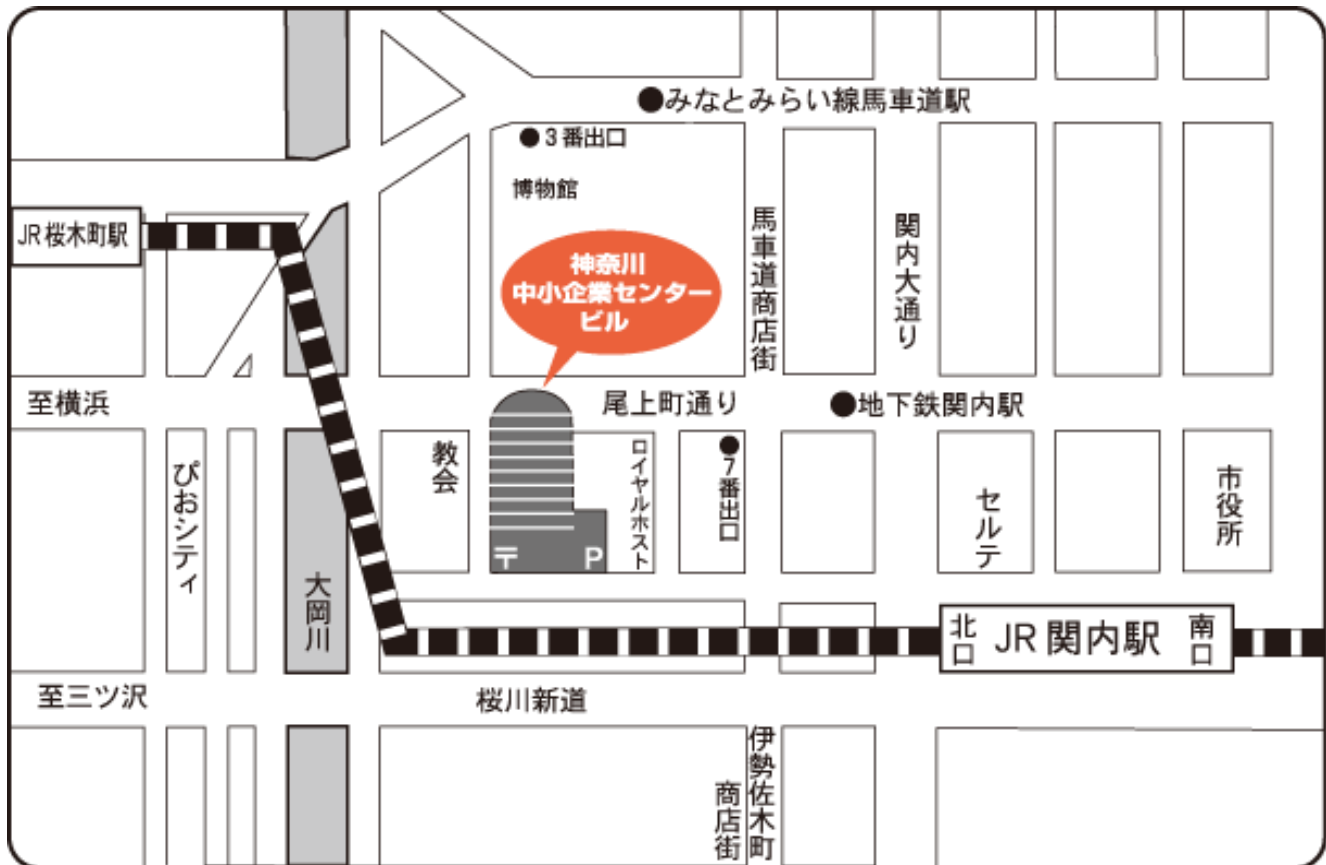 ●みなとみらい線馬車道駅
●3番出口
博物館
JR桜木町駅
神奈川
中小企業センター
ビル
馬車道商店街
関内大通り
至横浜
尾上町通り
●地下鉄関内駅
ぴおシティ
教会
ロイヤルホスト
●7番出口
セルテ
市役所
〒
P
大岡川
北口
JR関内駅
南口
至三ツ沢
桜川新道
伊勢佐木町
商店街